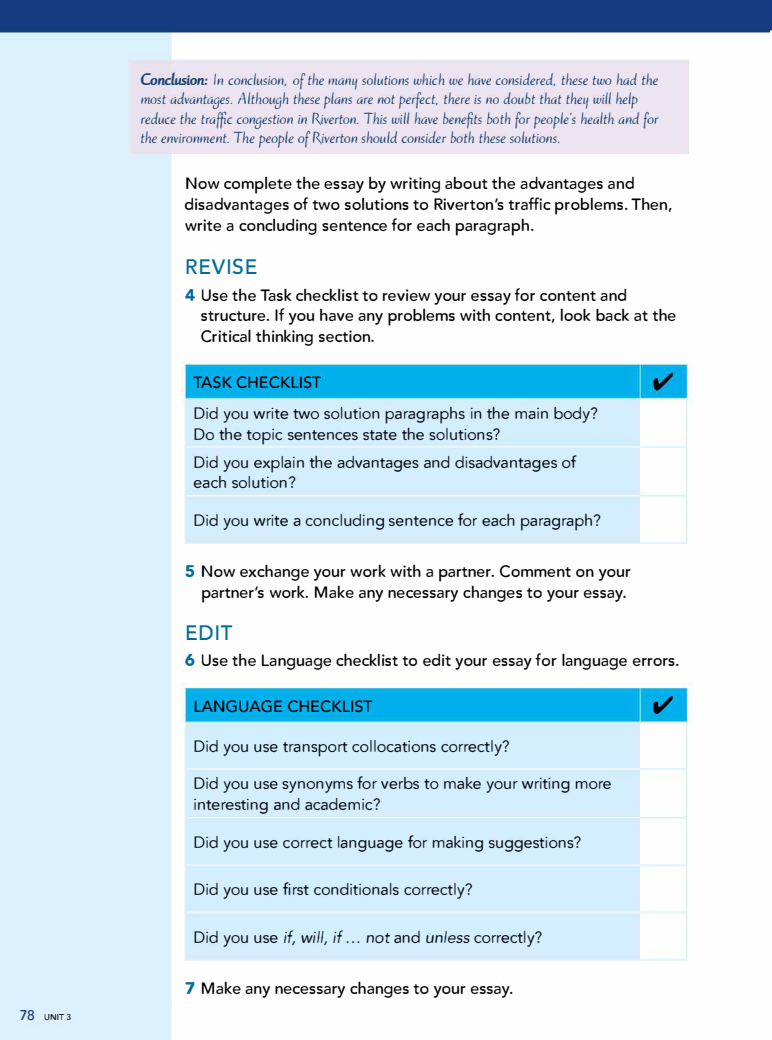 Conclusion: In conclusion, of the many solutions which we have considered, these two had the
most advantages. Although these plans are not perfect, there is no doubt that they will help
reduce the traffic congestion in Riverton. This will have benefits both for people's health and for
the environment. The people of Riverton should consider both these solutions.
Now complete the essay by writing about the advantages and
disadvantages of two solutions to Riverton's traffic problems. Then,
write a concluding sentence for each paragraph.
REVISE
4 Use the Task checklist to review your essay for content and
structure. If you have any problems with content, look back at the
Critical thinking section.
TASK CHECKLIST ✔
Did you write two solution paragraphs in the main body?
Do the topic sentences state the solutions?
Did you explain the advantages and disadvantages of
each solution?
Did you write a concluding sentence for each paragraph?
5 Now exchange your work with a partner. Comment on your
partner's work. Make any necessary changes to your essay.
EDIT
6 Use the Language checklist to edit your essay for language errors.
LANGUAGE CHECKLIST ✔
Did you use transport collocations correctly?
Did you use synonyms for verbs to make your writing more
interesting and academic?
Did you use correct language for making suggestions?
Did you use first conditionals correctly?
Did you use if, will, if … not and unless correctly?
7 Make any necessary changes to your essay.
78 UNIT 3